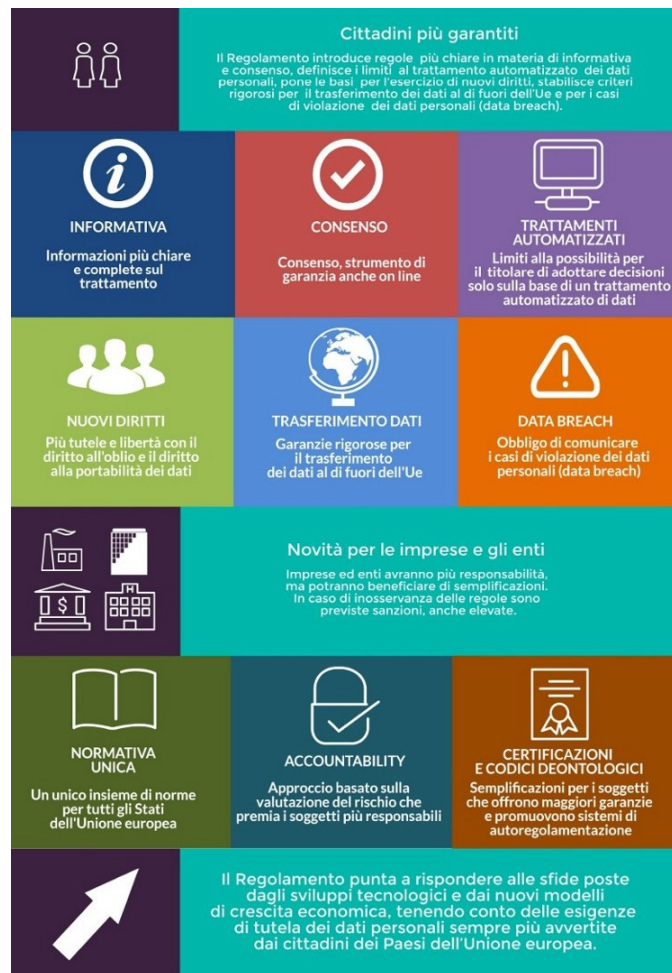 Cittadini più garantiti
Il Regolamento introduce regole più chiare in materia di informativa
e consenso, definisce i limiti al trattamento automatizzato dei dati
personali, pone le basi per l'esercizio di nuovi diritti, stabilisce criteri
rigorosi per il trasferimento dei dati al di fuori dell'Ue e per i casi
di violazione dei dati personali (data breach).
INFORMATIVA
Informazioni più chiare
e complete sul
trattamento
CONSENSO
Consenso, strumento di
garanzia anche on line
TRATTAMENTI
AUTOMATIZZATI
Limiti alla possibilità per
il titolare di adottare decisioni
solo sulla base di un trattamento
automatizzato di dati
NUOVI DIRITTI
Più tutele e libertà con il
diritto all'oblio e il diritto
alla portabilità dei dati
TRASFERIMENTO DATI
Garanzie rigorose per
il trasferimento
dei dati al di fuori dell'Ue
DATA BREACH
Obbligo di comunicare
i casi di violazione dei dati
personali (data breach)
$
H
Novità per le imprese e gli enti
Imprese ed enti avranno più responsabilità,
ma potranno beneficiare di semplificazioni.
In caso di inosservanza delle regole sono
previste sanzioni, anche elevate.
NORMATIVA
UNICA
Un unico insieme di norme
per tutti gli Stati
dell'Unione europea
ACCOUNTABILITY
Approccio basato sulla
valutazione del rischio che
premia i soggetti più responsabili
CERTIFICAZIONI
E CODICI DEONTOLOGICI
Semplificazioni per i soggetti
che offrono maggiori garanzie
e promuovono sistemi di
autoregolamentazione
Il Regolamento punta a rispondere alle sfide poste
dagli sviluppi tecnologici e dai nuovi modelli
di crescita economica, tenendo conto delle esigenze
di tutela dei dati personali sempre più avvertite
dai cittadini dei Paesi dell'Unione europea.